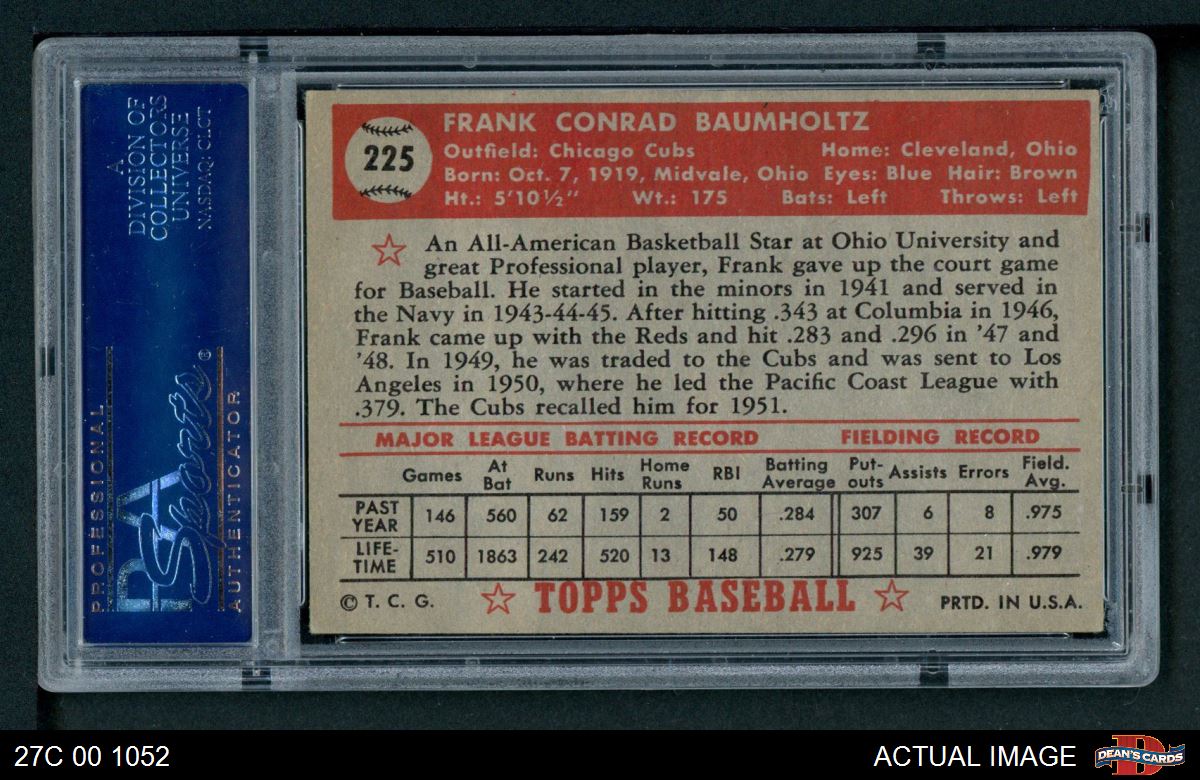 A
DIVISION OF
COLLECTORS
UNIVERSE
NASDAQ: CLCT
PROFESSIONAL
PSA
Sports®
AUTHENTICATOR
225
FRANK CONRAD BAUMHOLTZ
Outfield: Chicago Cubs Home: Cleveland, Ohio
Born: Oct. 7, 1919, Midvale, Ohio Eyes: Blue Hair: Brown
Ht.: 5'10½" Wt.: 175 Bats: Left Throws: Left
An All-American Basketball Star at Ohio University and
great Professional player, Frank gave up the court game
for Baseball. He started in the minors in 1941 and served in
the Navy in 1943-44-45. After hitting .343 at Columbia in 1946,
Frank came up with the Reds and hit .283 and .296 in '47 and
'48. In 1949, he was traded to the Cubs and was sent to Los
Angeles in 1950, where he led the Pacific Coast League with
.379. The Cubs recalled him for 1951.
MAJOR LEAGUE BATTING RECORD FIELDING RECORD
Games At Bat Runs Hits Home Runs RBI Batting Average Put-outs Assists Errors Field. Avg.
PAST YEAR 146 560 62 159 2 50 .284 307 6 8 .975
LIFE-TIME 510 1863 242 520 13 148 .279 925 39 21 .979
© T. C. G. TOPPS BASEBALL PRTD. IN U.S.A.
27C 00 1052 ACTUAL IMAGE DEAN'S CARDS